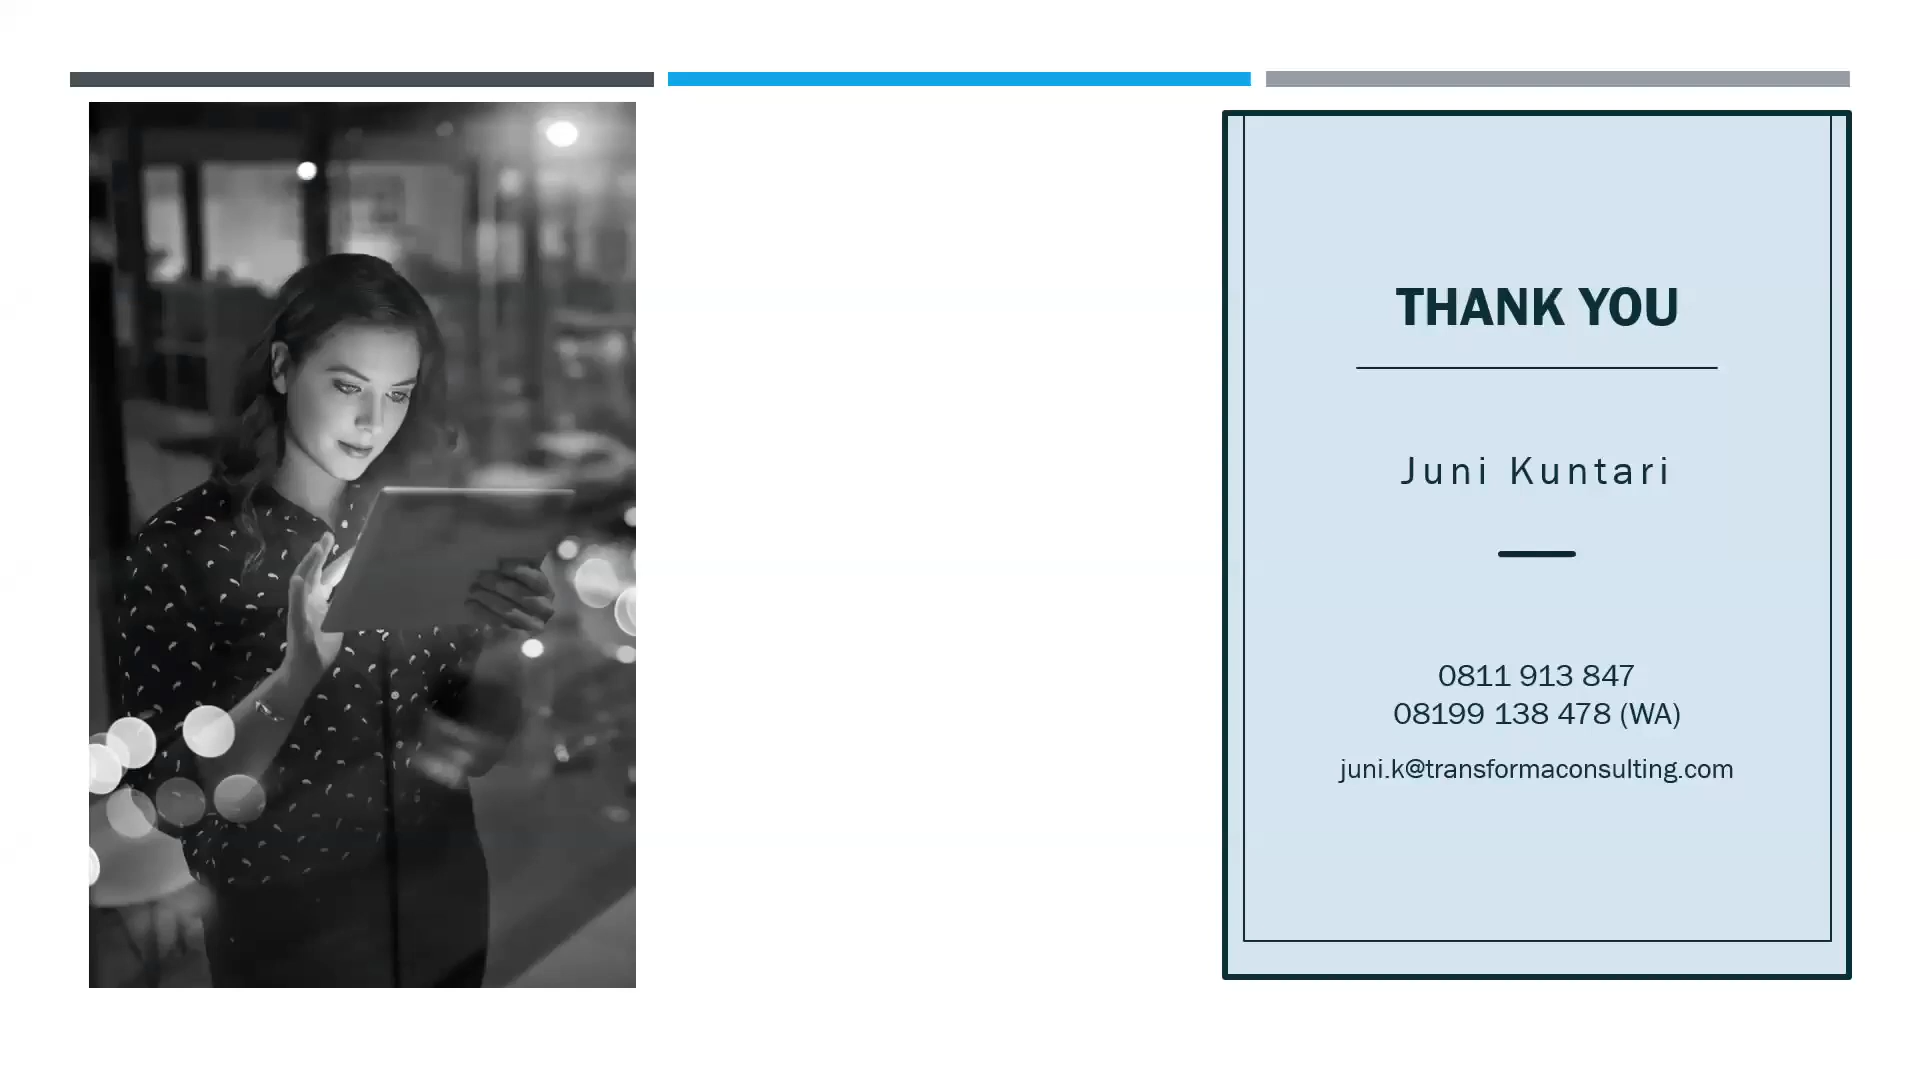 THANK YOU
Juni Kuntari
0811 913 847
08199 138 478 (WA)
juni.k@transformaconsulting.com